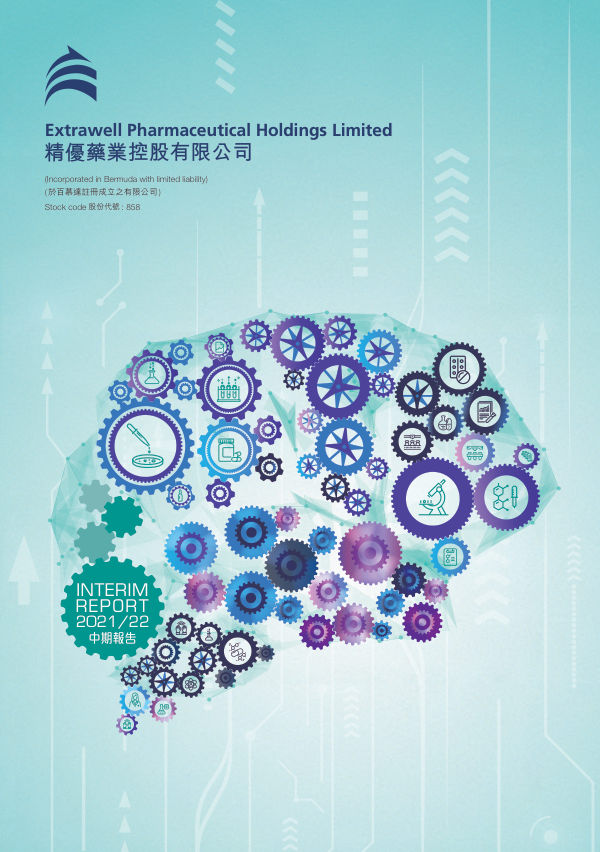 Extrawell Pharmaceutical Holdings Limited
精優藥業控股有限公司
(Incorporated in Bermuda with limited liability)
(於百慕達註冊成立之有限公司)
Stock code 股份代號 : 858
INTERIM
REPORT
2021/22
中期報告